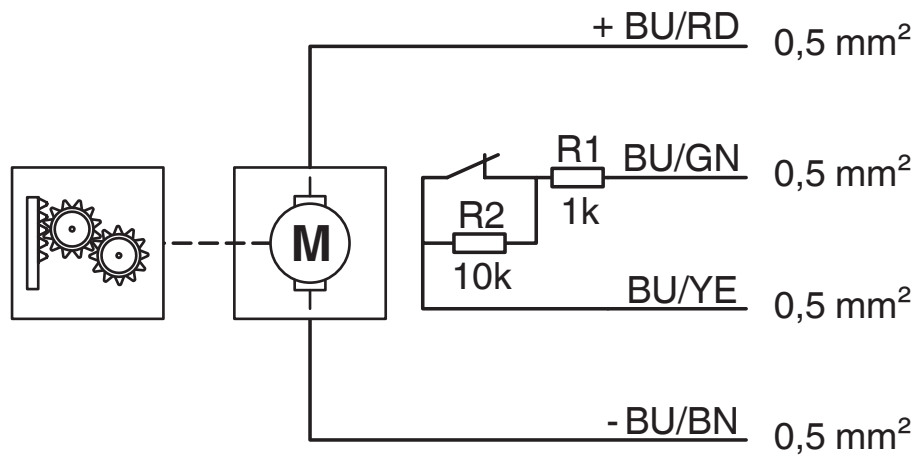 + BU/RD 0,5 mm²
R1 BU/GN 0,5 mm²
1k
R2
10k
M
BU/YE 0,5 mm²
- BU/BN 0,5 mm²